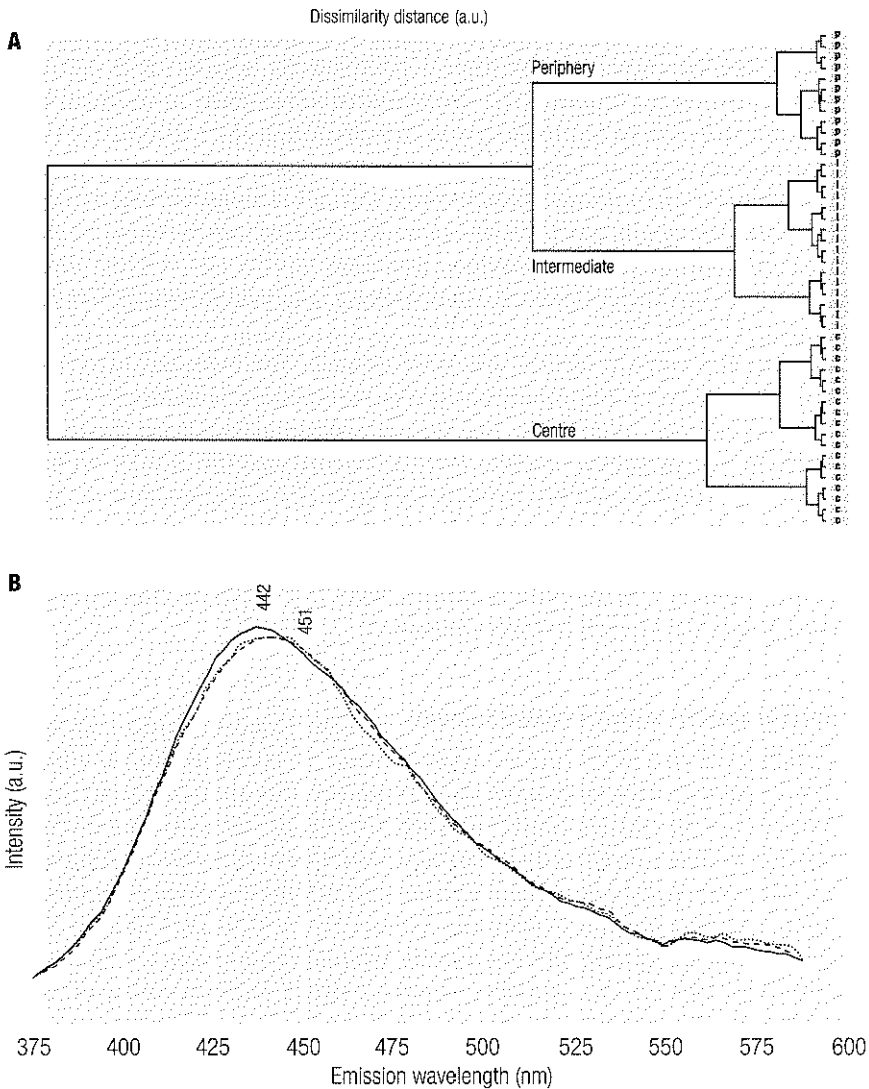 Dissimilarity distance (a.u.)
A
Periphery
Intermediate
Centre
B
442
451
Intensity (a.u.)
375 400 425 450 475 500 525 550 575 600
Emission wavelength (nm)